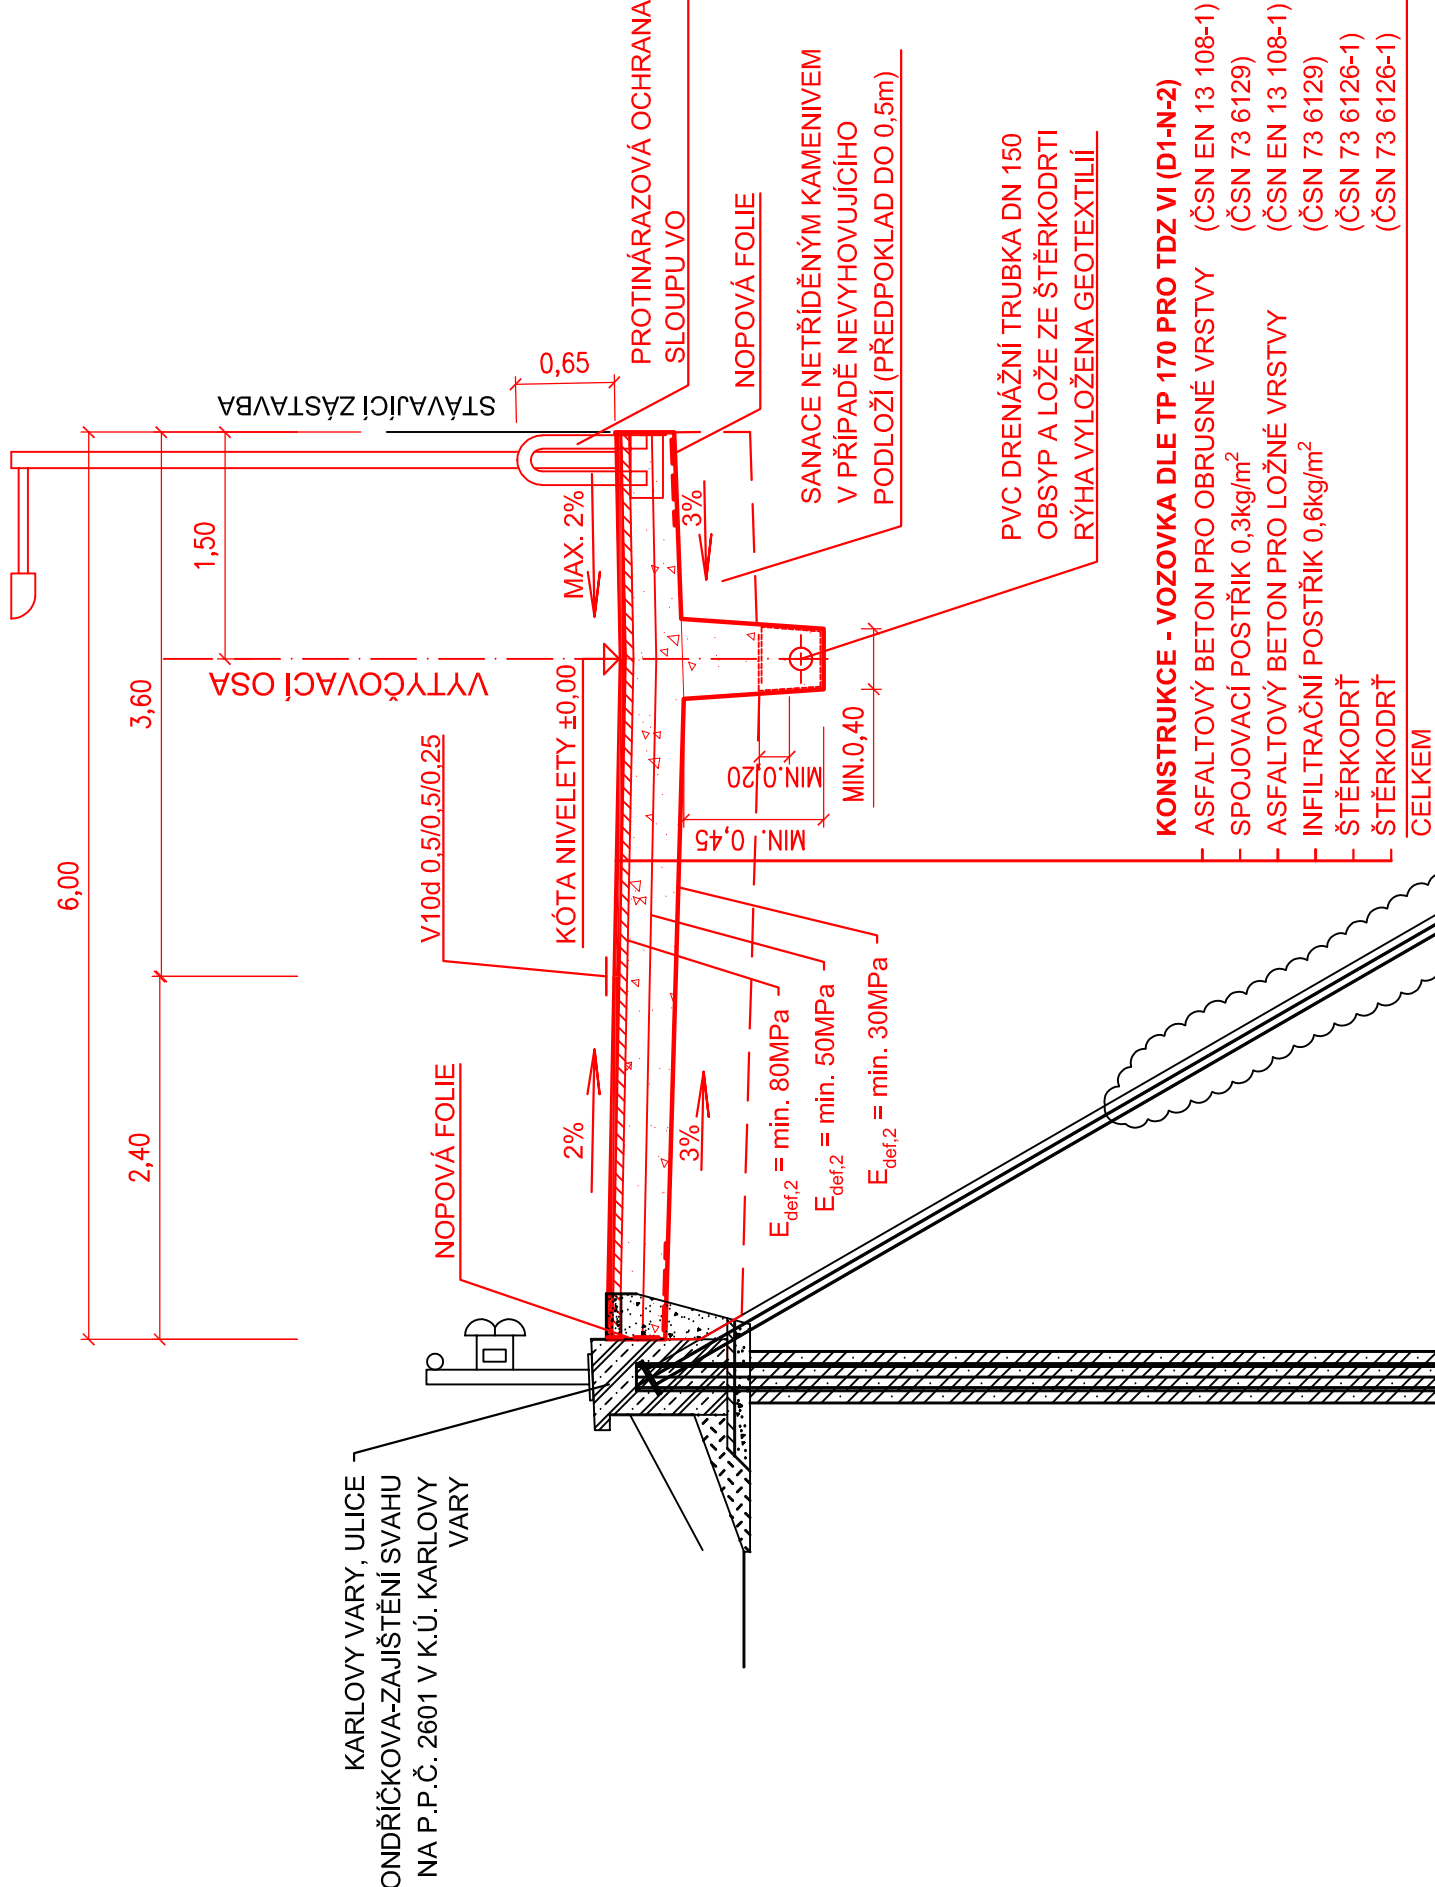 KARLOVY VARY, ULICE
ONDŘÍČKOVA-ZAJIŠTĚNÍ SVAHU
NA P.P.Č. 2601 V K.Ú. KARLOVY
VARY
6,00
2,40
3,60
1,50
0,65
VYTYČOVACÍ OSA
STÁVAJÍCÍ ZÁSTAVBA
NOPOVÁ FOLIE
V10d 0,5/0,5/0,25
KÓTA NIVELETY ±0,00
2%
3%
MAX. 2%
3%
PROTINÁRAZOVÁ OCHRANA
SLOUPU VO
NOPOVÁ FOLIE
SANACE NETŘÍDĚNÝM KAMENIVEM
V PŘÍPADĚ NEVYHOVUJÍCÍHO
PODLOŽÍ (PŘEDPOKLAD DO 0,5m)
PVC DRENÁŽNÍ TRUBKA DN 150
OBSYP A LOŽE ZE ŠTĚRKODRTI
RÝHA VYLOŽENA GEOTEXTILIÍ
MIN. 0,45
MIN.0,20
MIN.0,40
Edef,2 = min. 80MPa
Edef,2 = min. 50MPa
Edef,2 = min. 30MPa
KONSTRUKCE - VOZOVKA DLE TP 170 PRO TDZ VI (D1-N-2)
ASFALTOVÝ BETON PRO OBRUSNÉ VRSTVY (ČSN EN 13 108-1)
SPOJOVACÍ POSTŘIK 0,3kg/m² (ČSN 73 6129)
ASFALTOVÝ BETON PRO LOŽNÉ VRSTVY (ČSN EN 13 108-1)
INFILTRAČNÍ POSTŘIK 0,6kg/m² (ČSN 73 6129)
ŠTĚRKODRŤ (ČSN 73 6126-1)
ŠTĚRKODRŤ (ČSN 73 6126-1)
CELKEM